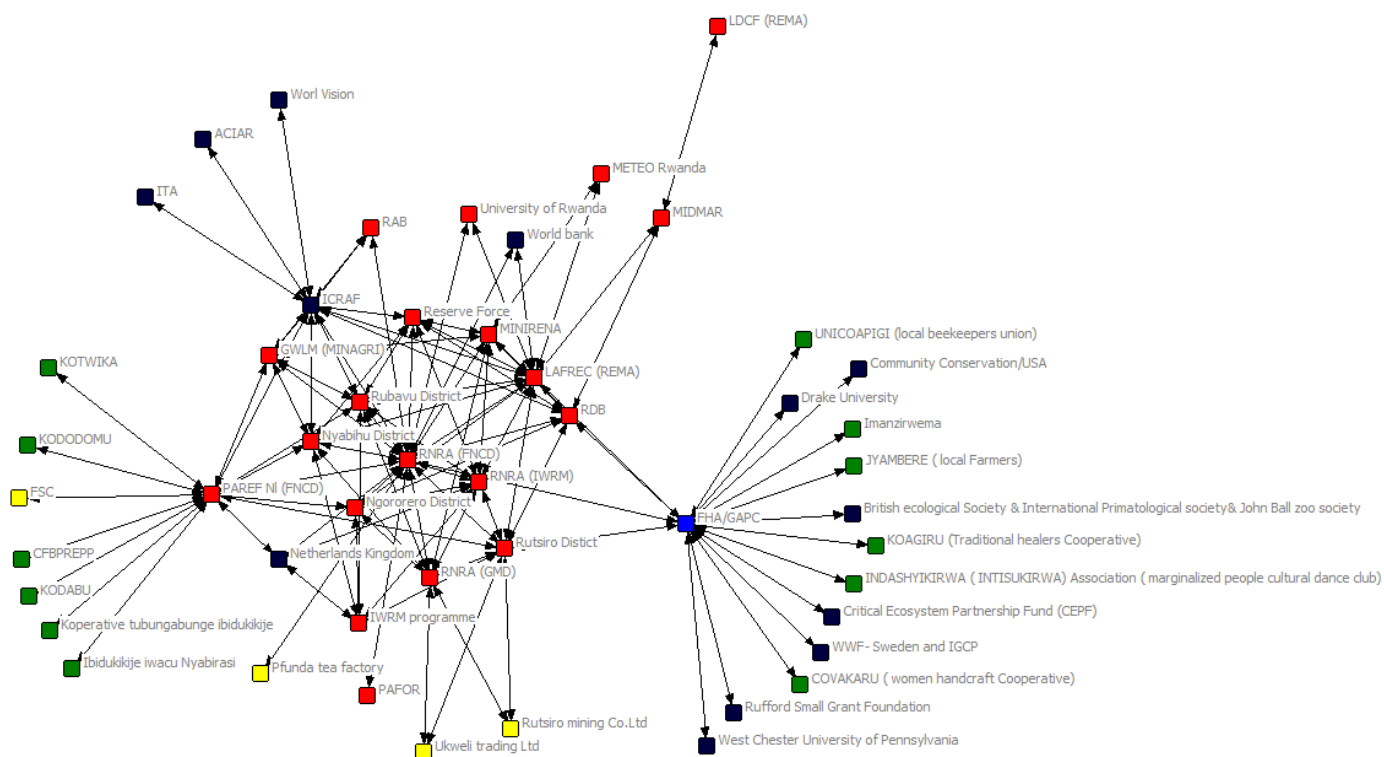 LDCF (REMA)
Worl Vision
ACIAR
METEO Rwanda
ITA
University of Rwanda
MIDMAR
RAB
World bank
ICRAF
Reserve Force
MINIRENA
UNICOAPIGI (local beekeepers union)
GWLM (MINAGRI)
KOTWIKA
Community Conservation/USA
LAFREC (REMA)
Rubavu District
Drake University
RDB
Imanzirwema
Nyabihu District
KODODOMU
RNRA (FNCD)
JYAMBERE ( local Farmers)
RNRA (IWRM)
PAREF Nl (FNCD)
FSC
Ngororero District
British ecological Society & International Primatological society& John Ball zoo society
FHA/GAPC
KOAGIRU (Traditional healers Cooperative)
Rutsiro Distict
Netherlands Kingdom
CFBPREPP
RNRA (GMD)
INDASHYIKIRWA ( INTISUKIRWA) Association ( marginalized people cultural dance club)
KODABU
Critical Ecosystem Partnership Fund (CEPF)
IWRM programme
Koperative tubungabunge ibidukikije
WWF- Sweden and IGCP
Ibidukikije iwacu Nyabirasi
Pfunda tea factory
COVAKARU ( women handcraft Cooperative)
PAFOR
Rufford Small Grant Foundation
Rutsiro mining Co.Ltd
West Chester University of Pennsylvania
Ukweli trading Ltd